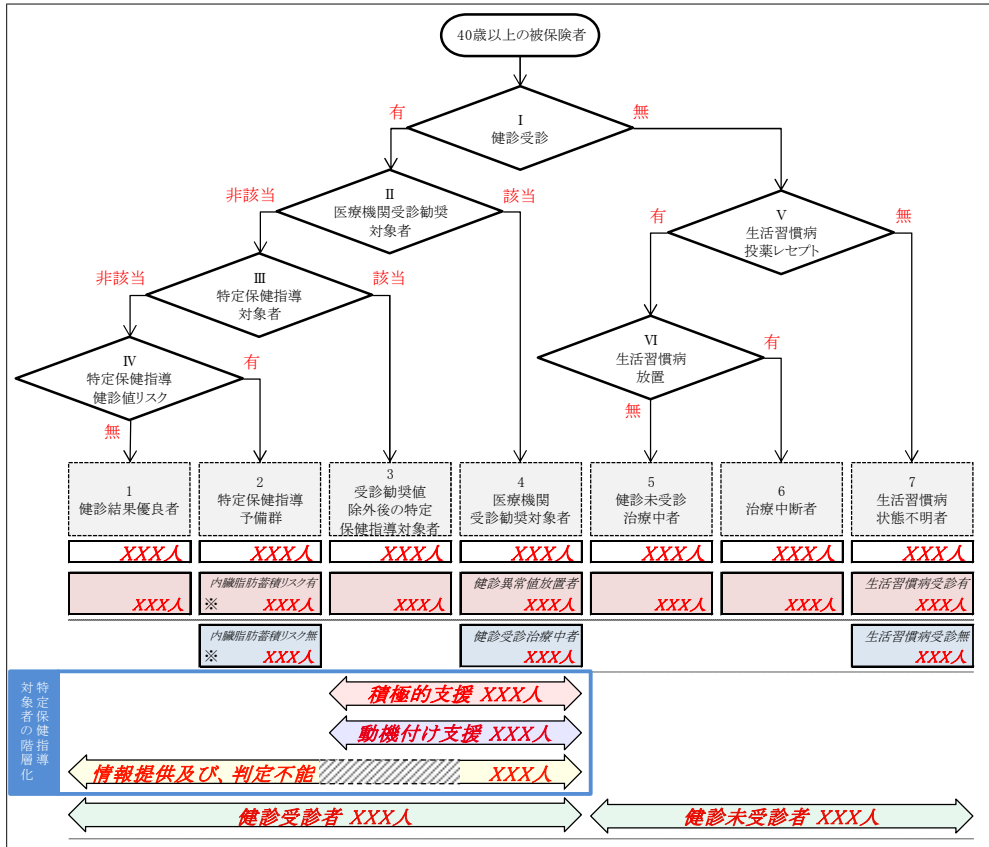 40歳以上の被保険者
有
Ⅰ
健診受診
無
非該当
Ⅱ
医療機関受診勧奨
対象者
該当
有
Ⅴ
生活習慣病
投薬レセプト
無
非該当
Ⅲ
特定保健指導
対象者
該当
Ⅳ
特定保健指導
健診値リスク
有
無
Ⅵ
生活習慣病
放置
有
無
1
健診結果優良者
2
特定保健指導
予備群
3
受診勧奨値
除外後の特定
保健指導対象者
4
医療機関
受診勧奨対象者
5
健診未受診
治療中者
6
治療中断者
7
生活習慣病
状態不明者
XXX人
XXX人
XXX人
XXX人
XXX人
XXX人
XXX人
XXX人
内臓脂肪蓄積リスク有
※ XXX人
XXX人
健診異常値放置者
XXX人
XXX人
XXX人
生活習慣病受診有
XXX人
内臓脂肪蓄積リスク無
※ XXX人
健診受診治療中者
XXX人
生活習慣病受診無
XXX人
特定保健指導
対象者の階層化
積極的支援 XXX人
動機付け支援 XXX人
情報提供及び、判定不能 XXX人
健診受診者 XXX人
健診未受診者 XXX人